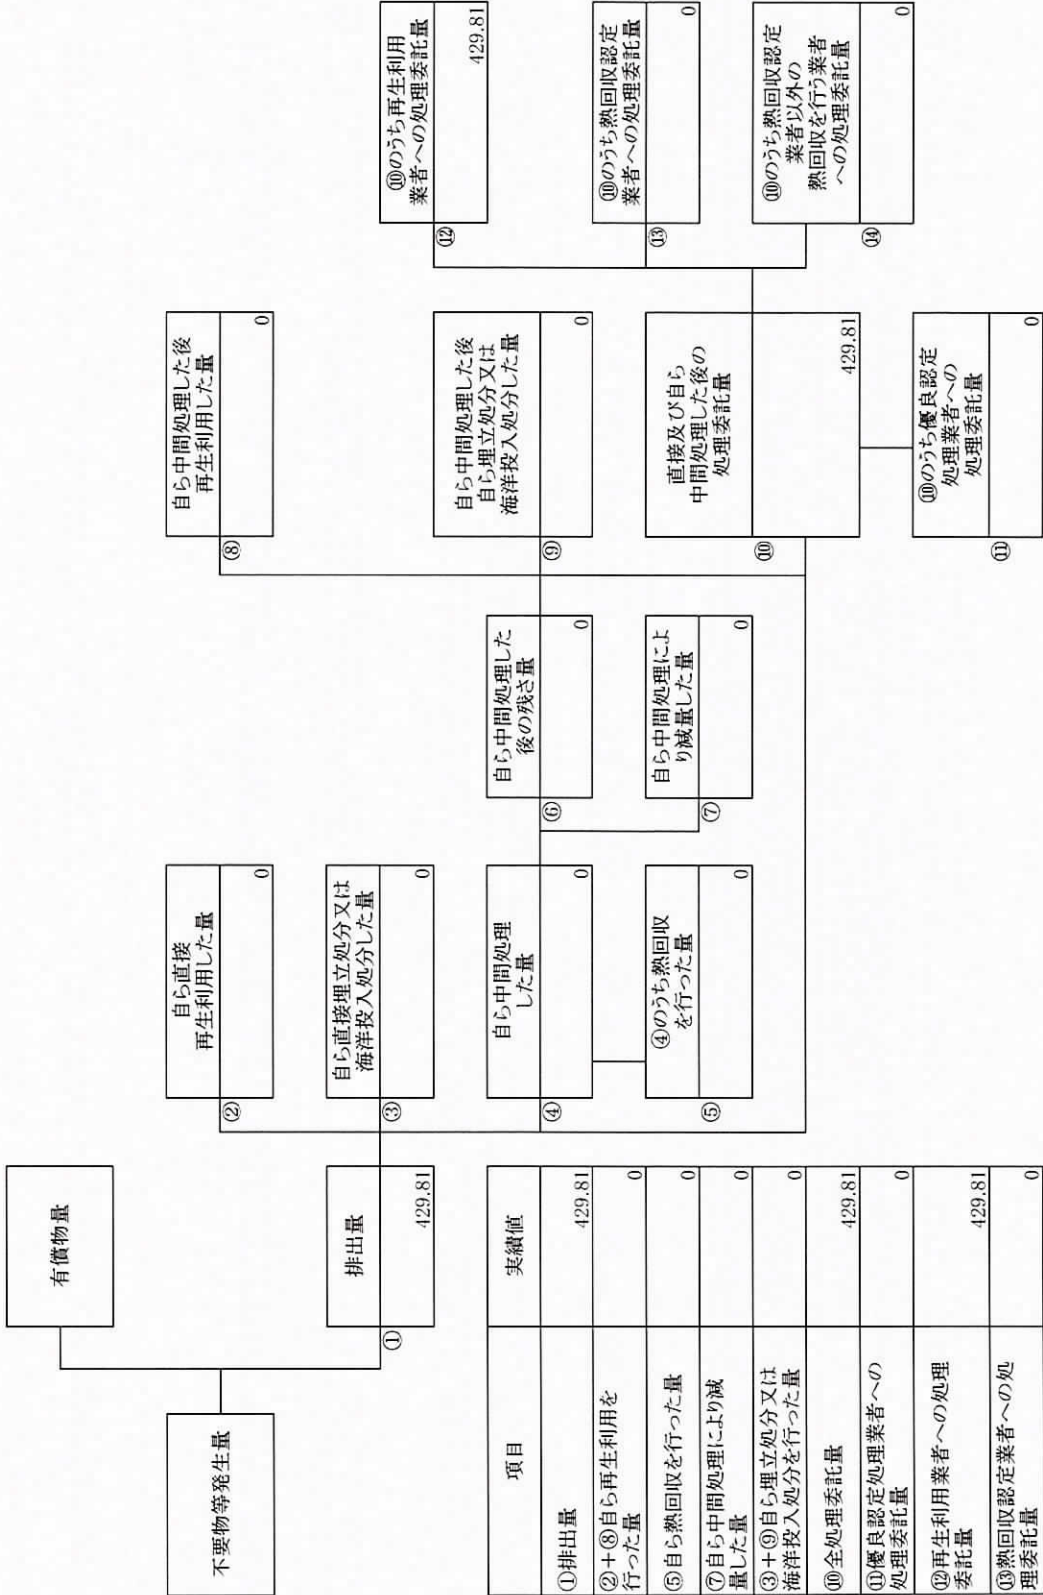 不要物等発生量
有償物量
排出量
①
429.81
自ら直接
再生利用した量
②
0
自ら直接埋立処分又は
海洋投入処分した量
③
0
自ら中間処理
した量
④
0
④のうち熱回収
を行った量
⑤
0
自ら中間処理した
後の残さ量
⑥
0
自ら中間処理によ
り減量した量
⑦
0
自ら中間処理した後
再生利用した量
⑧
0
自ら中間処理した後
自ら埋立処分又は
海洋投入処分した量
⑨
0
直接及び自ら
中間処理した後の
処理委託量
⑩
429.81
⑩のうち優良認定
処理業者への
処理委託量
⑪
0
⑩のうち再生利用
業者への処理委託量
⑫
429.81
⑩のうち熱回収認定
業者への処理委託量
⑬
0
⑩のうち熱回収認定
業者以外の
熱回収を行う業者
への処理委託量
⑭
0
項目 実績値
①排出量 429.81
②+⑧自ら再生利用を
行った量 0
⑤自ら熱回収を行った量 0
⑦自ら中間処理により減
量した量 0
③+⑨自ら埋立処分又は
海洋投入処分を行った量 0
⑩全処理委託量 429.81
⑪優良認定処理業者への
処理委託量 0
⑫再生利用業者への処理
委託量 429.81
⑬熱回収認定業者への処
理委託量 0